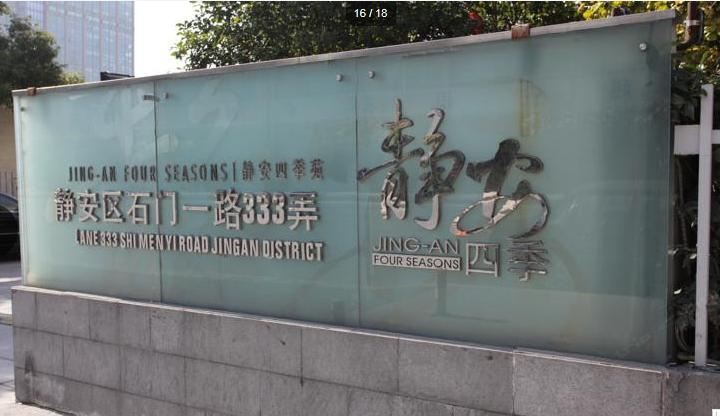 16 / 18
JING-AN FOUR SEASONS | 静安四季苑
静安区石门一路333弄
LANE 333 SHI MEN YI ROAD JINGAN DISTRICT
静安
JING-AN
FOUR SEASONS
四季